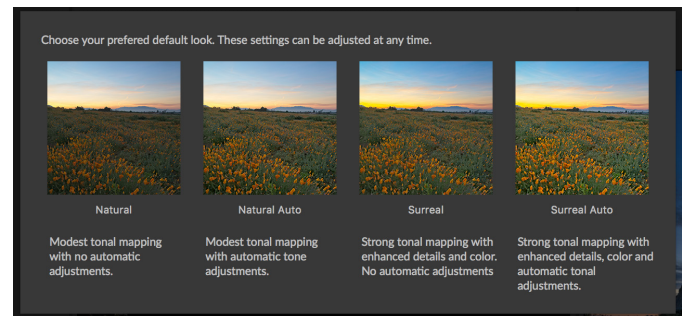 Choose your prefered default look. These settings can be adjusted at any time.
Natural
Natural Auto
Surreal
Surreal Auto
Modest tonal mapping
with no automatic
adjustments.
Modest tonal mapping
with automatic tone
adjustments.
Strong tonal mapping with
enhanced details and color.
No automatic adjustments
Strong tonal mapping with
enhanced details, color and
automatic tonal
adjustments.